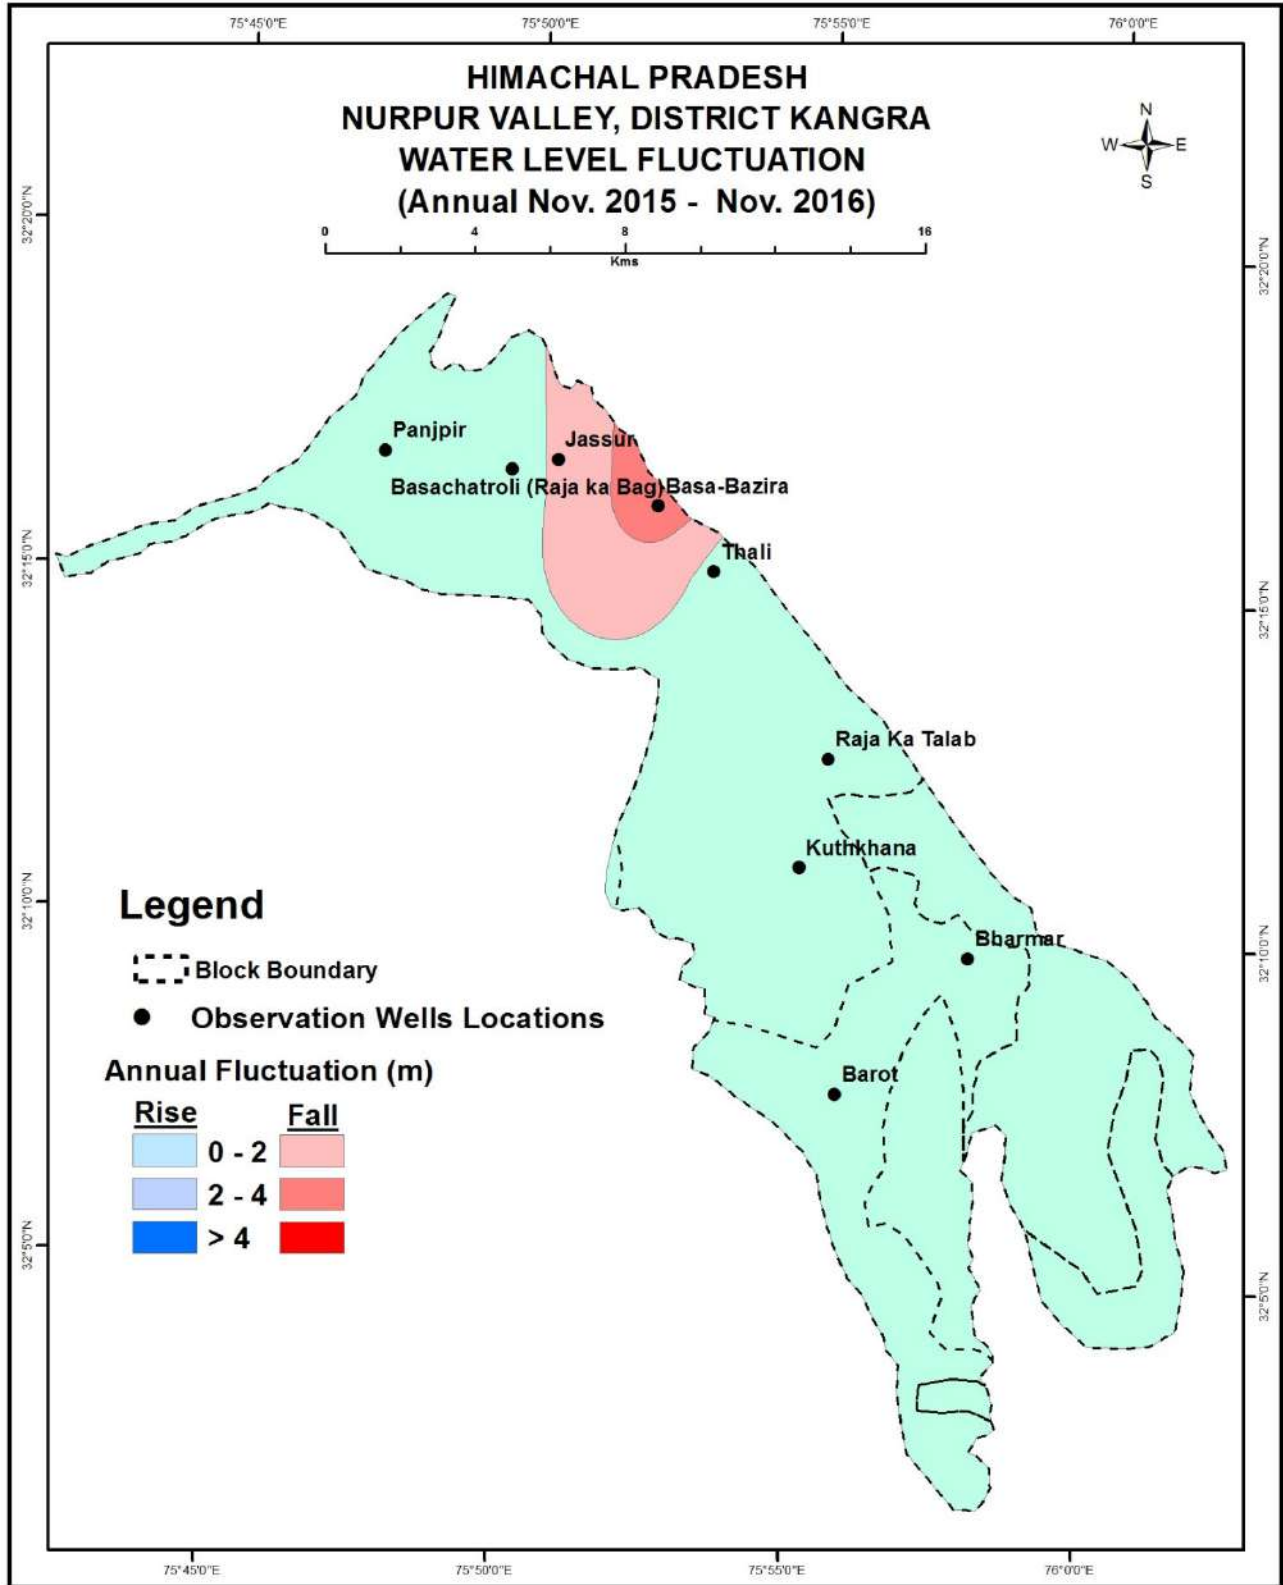 75°45'0"E 75°50'0"E 75°55'0"E 76°0'0"E
HIMACHAL PRADESH
NURPUR VALLEY, DISTRICT KANGRA
WATER LEVEL FLUCTUATION
(Annual Nov. 2015 - Nov. 2016)
N
W E
S
0 4 8 16
Kms
32°20'0"N
32°20'0"N
Panjpir
Jassur
Basachatroli (Raja ka Bag)
Basa-Bazira
Thali
32°15'0"N
32°15'0"N
Raja Ka Talab
Kuthkhana
Bharmar
Barot
32°10'0"N
32°10'0"N
Legend
Block Boundary
Observation Wells Locations
Annual Fluctuation (m)
Rise Fall
0 - 2
2 - 4
> 4
32°5'0"N
32°5'0"N
75°45'0"E 75°50'0"E 75°55'0"E 76°0'0"E